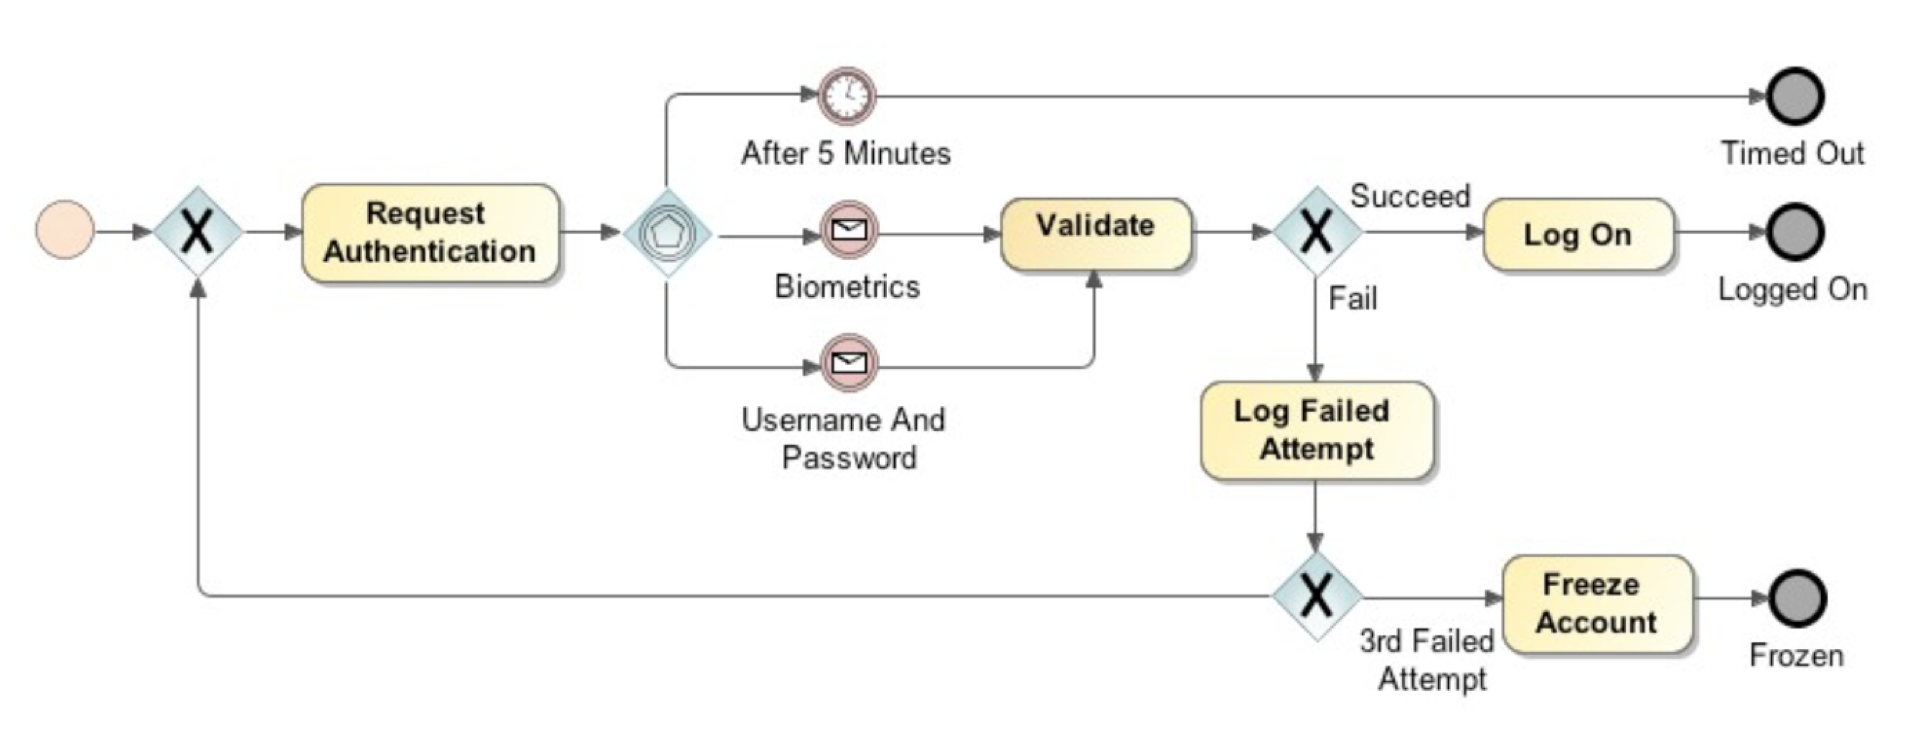 After 5 Minutes
Timed Out
Request
Authentication
Biometrics
Validate
Succeed
Log On
Logged On
Fail
Username And
Password
Log Failed
Attempt
3rd Failed
Attempt
Freeze
Account
Frozen